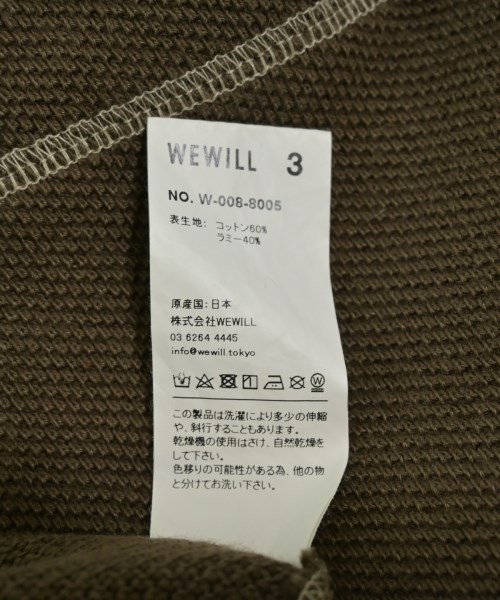 WEWILL 3
NO. W-008-8005
表生地: コットン60%
ラミー40%
原産国:日本
株式会社WEWILL
03 6264 4445
info@wewill.tokyo
この製品は洗濯により多少の伸縮
や、斜行することもあります。
乾燥機の使用はさけ、自然乾燥を
して下さい。
色移りの可能性がある為、他の物
と分けてお洗い下さい。